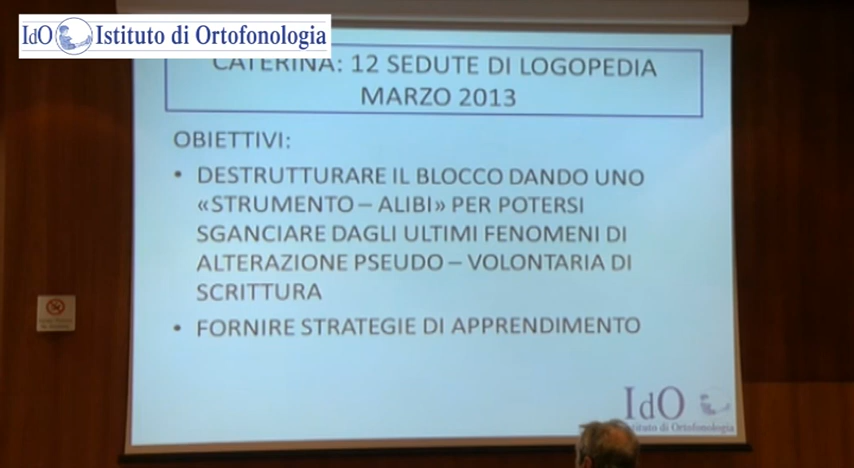 IdO Istituto di Ortofonologia
CATERINA: 12 SEDUTE DI LOGOPEDIA
MARZO 2013
OBIETTIVI:
• DESTRUTTURARE IL BLOCCO DANDO UNO
«STRUMENTO – ALIBI» PER POTERSI
SGANCIARE DAGLI ULTIMI FENOMENI DI
ALTERAZIONE PSEUDO – VOLONTARIA DI
SCRITTURA
• FORNIRE STRATEGIE DI APPRENDIMENTO
IdO
Istituto di Ortofonologia